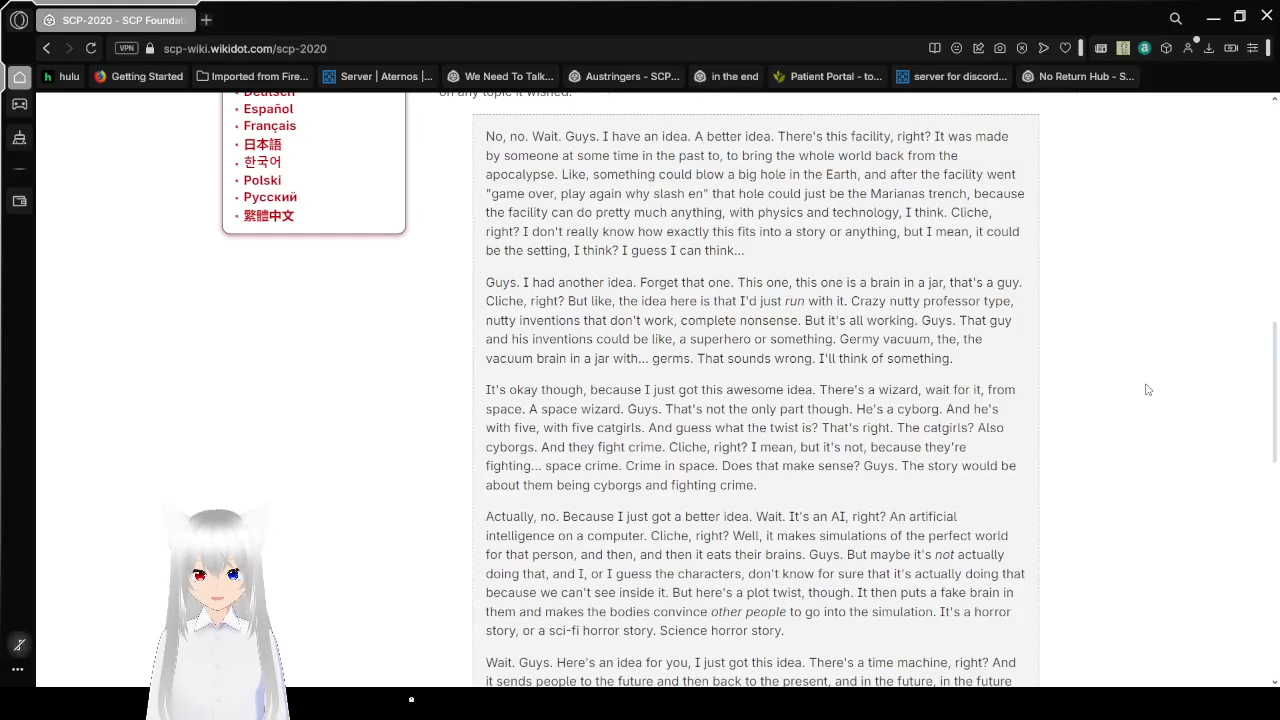 SCP-2020 - SCP Foundat
VPN
scp-wiki.wikidot.com/scp-2020
h hulu
Getting Started
Imported from Fire...
Server | Aternos |...
We Need To Talk...
Austringers - SCP...
in the end
Patient Portal - to...
server for discord...
No Return Hub - S...
Deutsch
Español
Français
日本語
한국어
Polski
Русский
繁體中文
on any topic it wished.
No, no. Wait. Guys. I have an idea. A better idea. There's this facility, right? It was made
by someone at some time in the past to, to bring the whole world back from the
apocalypse. Like, something could blow a big hole in the Earth, and after the facility went
"game over, play again why slash en" that hole could just be the Marianas trench, because
the facility can do pretty much anything, with physics and technology, I think. Cliche,
right? I don't really know how exactly this fits into a story or anything, but I mean, it could
be the setting, I think? I guess I can think...
Guys. I had another idea. Forget that one. This one, this one is a brain in a jar, that's a guy.
Cliche, right? But like, the idea here is that I'd just run with it. Crazy nutty professor type,
nutty inventions that don't work, complete nonsense. But it's all working. Guys. That guy
and his inventions could be like, a superhero or something. Germy vacuum, the, the
vacuum brain in a jar with... germs. That sounds wrong. I'll think of something.
It's okay though, because I just got this awesome idea. There's a wizard, wait for it, from
space. A space wizard. Guys. That's not the only part though. He's a cyborg. And he's
with five, with five catgirls. And guess what the twist is? That's right. The catgirls? Also
cyborgs. And they fight crime. Cliche, right? I mean, but it's not, because they're
fighting... space crime. Crime in space. Does that make sense? Guys. The story would be
about them being cyborgs and fighting crime.
Actually, no. Because I just got a better idea. Wait. It's an AI, right? An artificial
intelligence on a computer. Cliche, right? Well, it makes simulations of the perfect world
for that person, and then, and then it eats their brains. Guys. But maybe it's not actually
doing that, and I, or I guess the characters, don't know for sure that it's actually doing that
because we can't see inside it. But here's a plot twist, though. It then puts a fake brain in
them and makes the bodies convince other people to go into the simulation. It's a horror
story, or a sci-fi horror story. Science horror story.
Wait. Guys. Here's an idea for you, I just got this idea. There's a time machine, right? And
it sends people to the future and then back to the present, and in the future, in the future